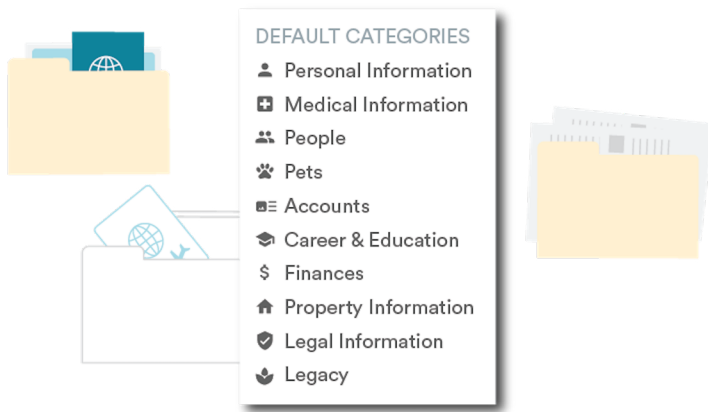 DEFAULT CATEGORIES
Personal Information
Medical Information
People
Pets
Accounts
Career & Education
Finances
Property Information
Legal Information
Legacy